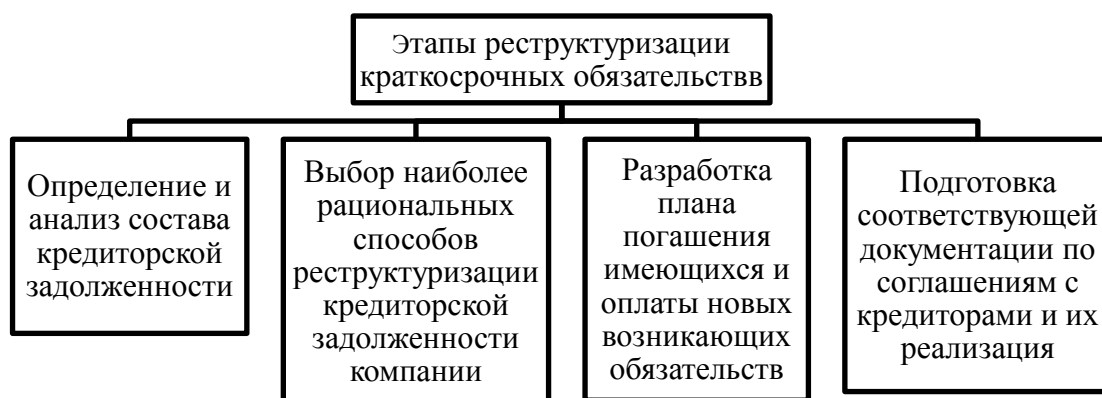 Этапы реструктуризации
краткосрочных обязательствв
Определение и
анализ состава
кредиторской
задолженности
Выбор наиболее
рациональных
способов
реструктуризации
кредиторской
задолженности
компании
Разработка
плана
погашения
имеющихся и
оплаты новых
возникающих
обязательств
Подготовка
соответствующей
документации по
соглашениям с
кредиторами и их
реализация